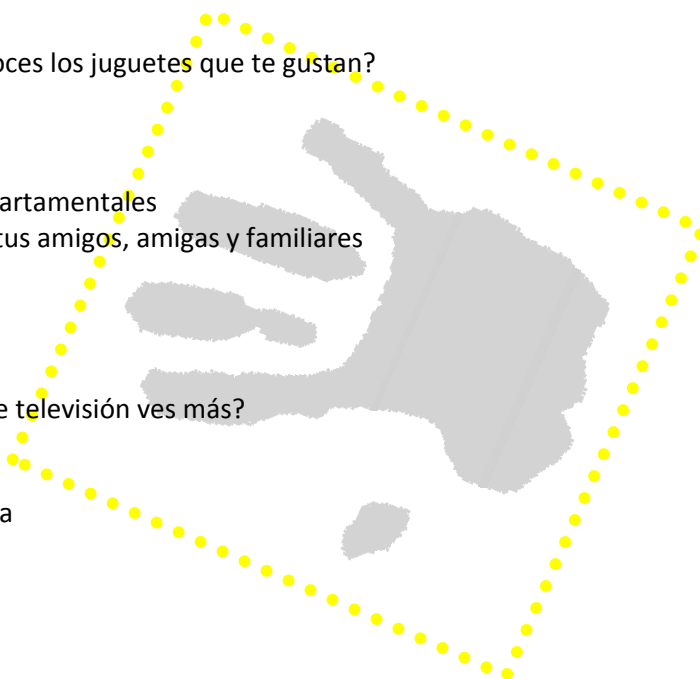 oces los juguetes que te gustan?
artamentales
tus amigos, amigas y familiares
e televisión ves más?
a